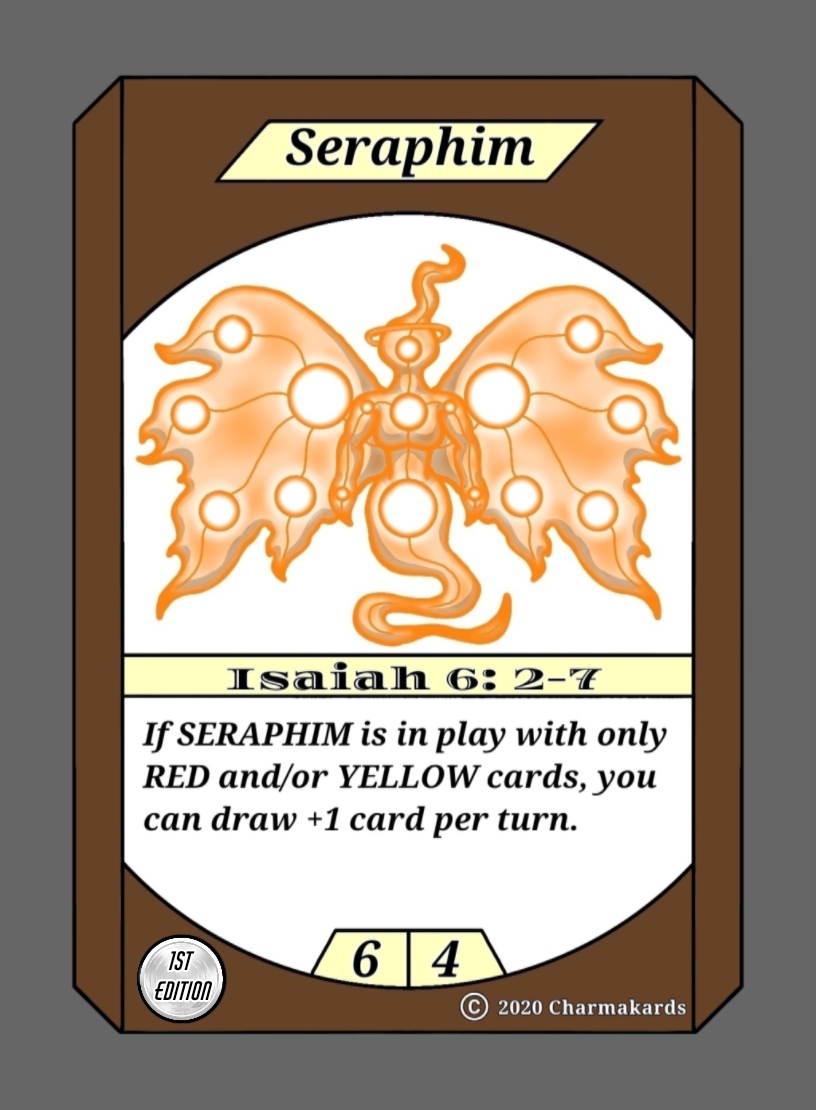 Seraphim
Isaiah 6: 2-7
If SERAPHIM is in play with only
RED and/or YELLOW cards, you
can draw +1 card per turn.
6 4
1ST
EDITION
© 2020 Charmakards